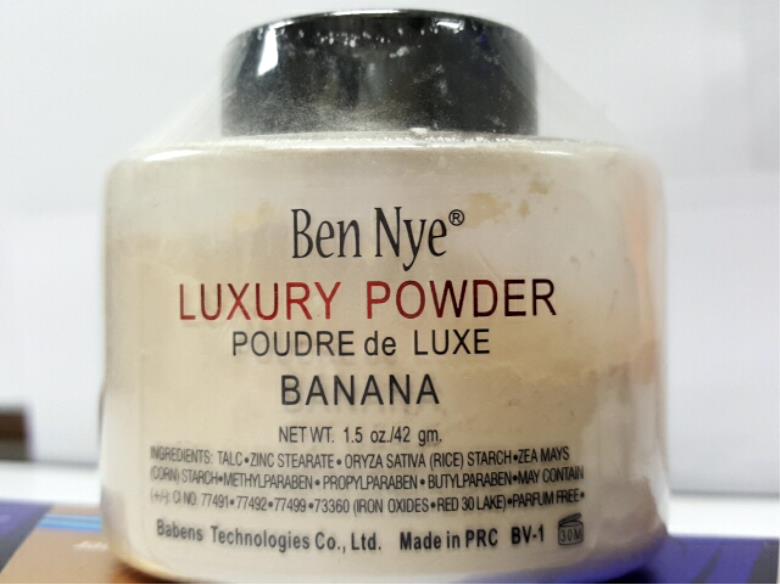 Ben Nye®
LUXURY POWDER
POUDRE de LUXE
BANANA
NET WT. 1.5 oz./42 gm.
INGREDIENTS: TALC•ZINC STEARATE•ORYZA SATIVA (RICE) STARCH•ZEA MAYS
(CORN) STARCH•METHYLPARABEN•PROPYLPARABEN•BUTYLPARABEN•MAY CONTAIN
(+/-): CI NO. 77491•77492•77499•73360 (IRON OXIDES•RED 30 LAKE)•PARFUM FREE•
Babens Technologies Co., Ltd. Made in PRC BV-1 30M